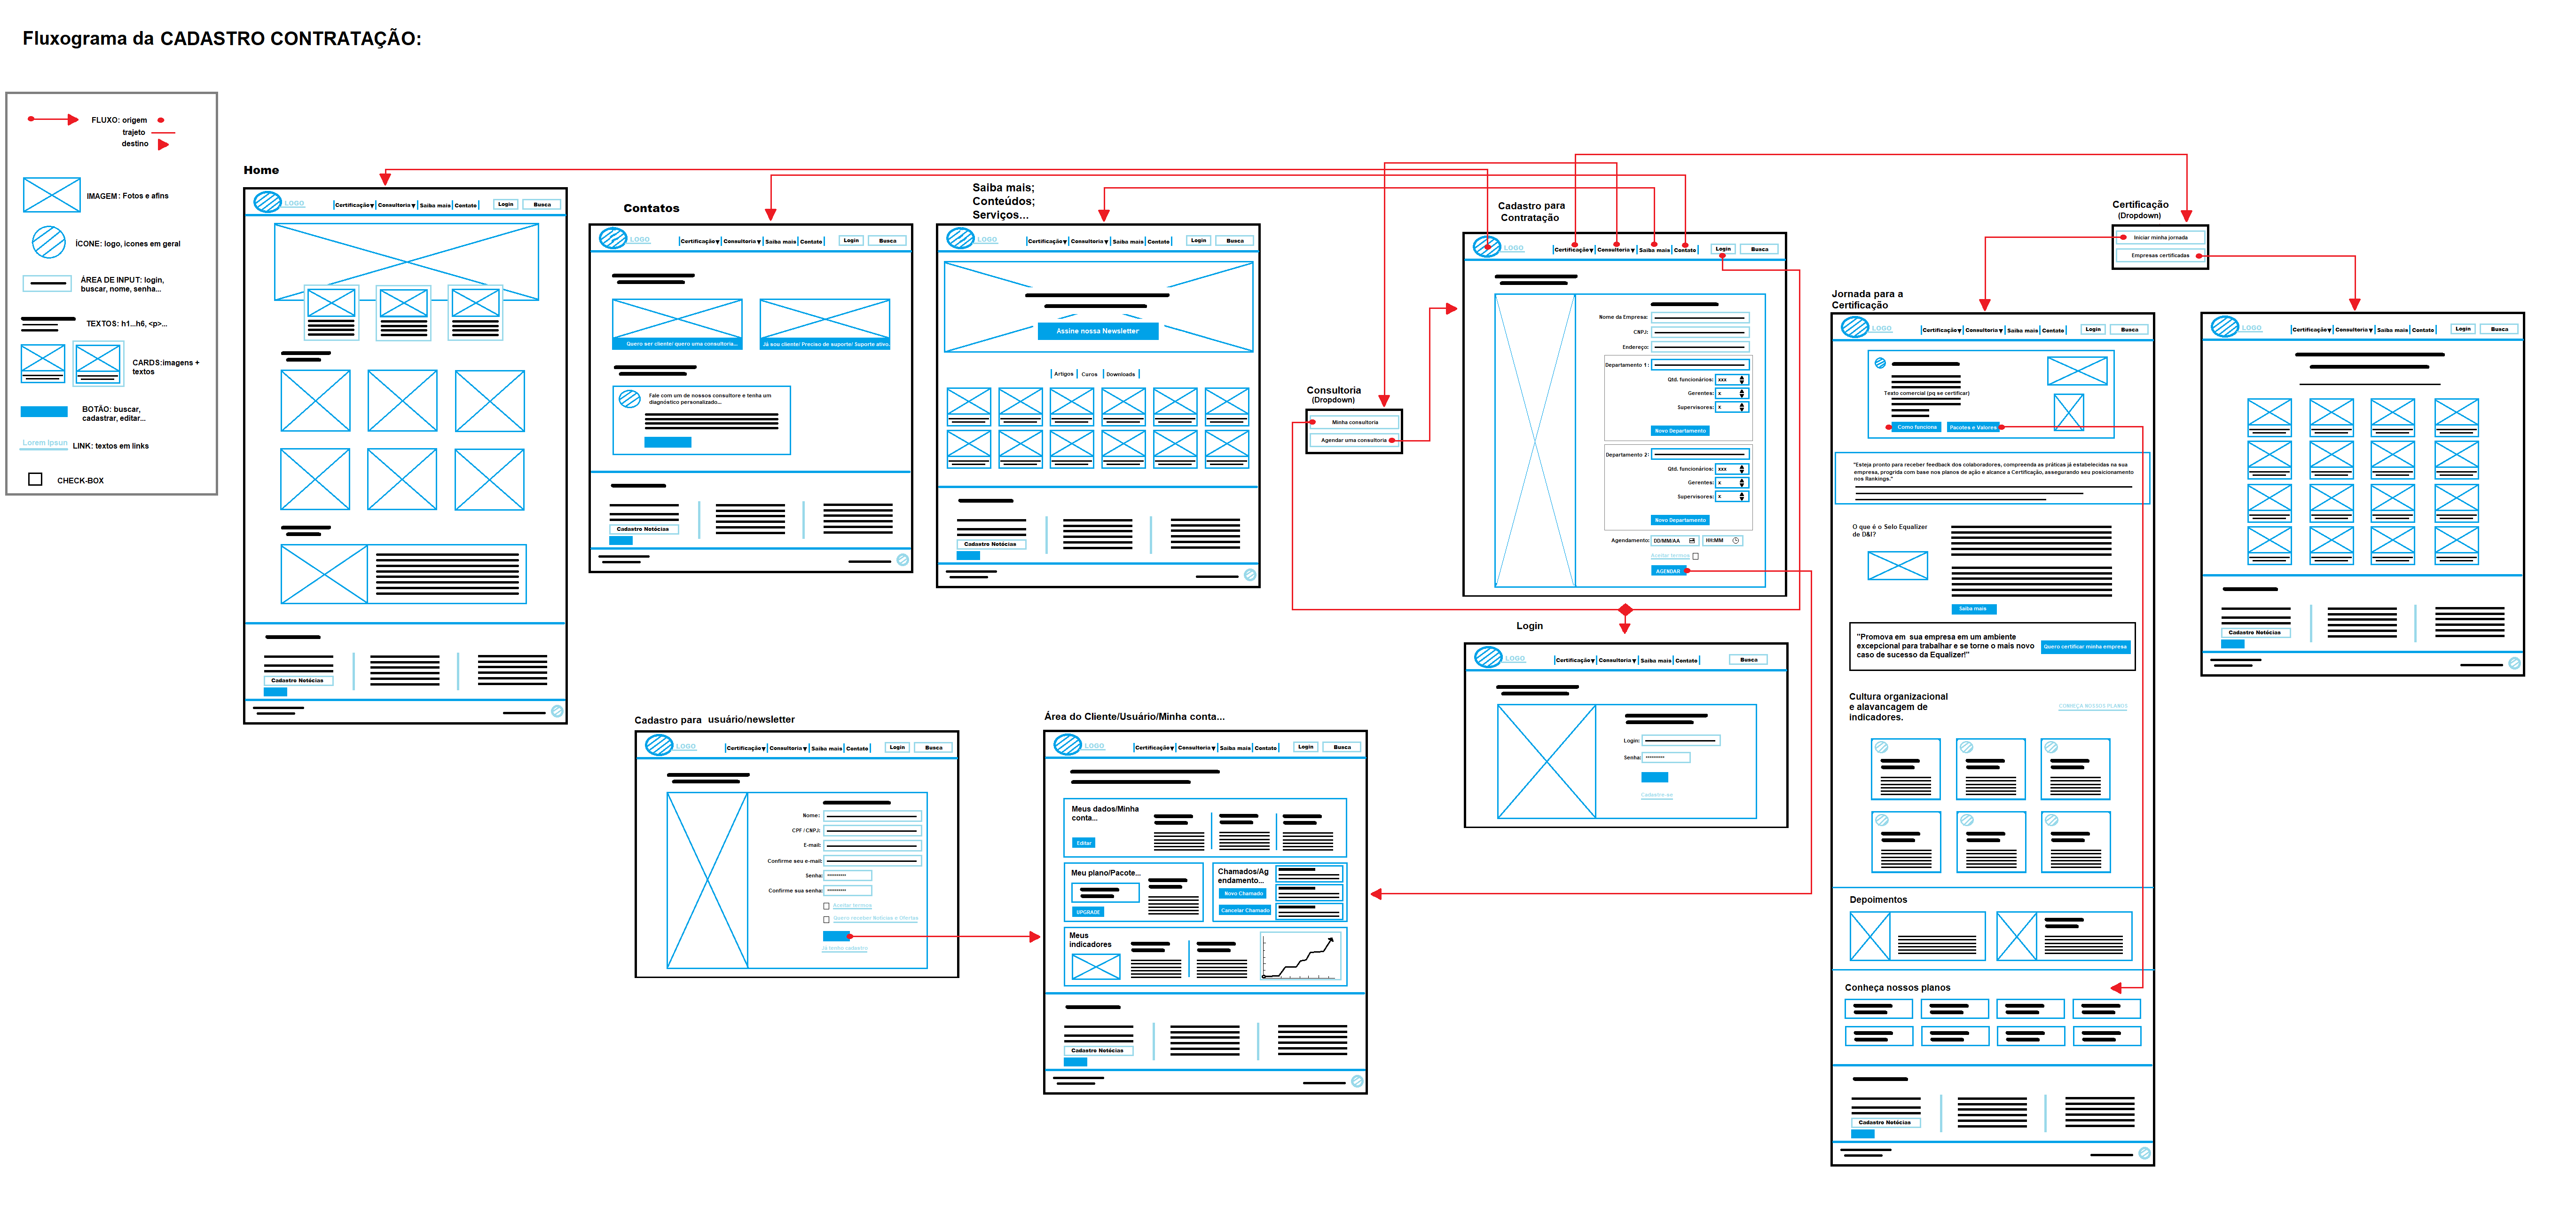 Fluxograma da CADASTRO CONTRATAÇÃO:
FLUXO: origem
trajeto
destino
IMAGEM: Fotos e afins
ÍCONE: logo, ícones em geral
ÁREA DE INPUT: login,
buscar, nome, senha...
TEXTOS: h1...h6, <p>...
CARDS:imagens +
textos
BOTÃO: buscar,
cadastrar, editar...
Lorem Ipsun
LINK: textos em links
CHECK-BOX
Home
LOGO
Certificação▾ Consultoria▾ Saiba mais Contato
Login
Busca
Cadastro Notócias
Contatos
LOGO
Certificação▾ Consultoria▾ Saiba mais Contato
Login
Busca
Quero ser cliente! quero uma consultoria...
Já sou cliente! Preciso de suporte! Suporte ativo.
Fale com um de nossos consultore e tenha um
diagnóstico personalizado...
Cadastro Notócias
Saiba mais;
Conteúdos;
Serviços...
LOGO
Certificação▾ Consultoria▾ Saiba mais Contato
Login
Busca
Assine nossa Newsletter
Artigos
Curos
Downloads
Cadastro Notócias
Consultoria
(Dropdown)
Minha consultoria
Agendar uma consultoria
Cadastro para
Contratação
LOGO
Certificação▾ Consultoria▾ Saiba mais Contato
Login
Busca
Nome da Empresa:
CNPJ:
Endereço:
Departamento 1 :
Qtd. funcionários: xxx
Gerentes: x
Supervisores: x
Novo Departamento
Departamento 2:
Qtd. funcionários: xxx
Gerentes: x
Supervisores: x
Novo Departamento
Agendamento: DD/MM/AA HH:MM
Aceitar termos
AGENDAR
Login
LOGO
Certificação▾ Consultoria▾ Saiba mais Contato
Busca
Login:
Senha: **********
Cadastre-se
Cadastro para usuário/newsletter
LOGO
Certificação▾ Consultoria▾ Saiba mais Contato
Login
Busca
Nome:
CPF / CNPJ:
E-mail:
Confirme seu e-mail:
Senha: **********
Confirme sua senha: **********
Aceitar termos
Quero receber Notícias e Ofertas
Já tenho cadastro
Área do Cliente/Usuário/Minha conta...
LOGO
Certificação▾ Consultoria▾ Saiba mais Contato
Login
Busca
Meus dados/Minha
conta...
Editar
Meu plano/Pacote...
UPGRADE
Chamados/Ag
endamento...
Novo Chamado
Cancelar Chamado
Meus
indicadores
Cadastro Notócias
Certificação
(Dropdown)
Iniciar minha jornada
Empresas certificadas
Jornada para a
Certificação
LOGO
Certificação▾ Consultoria▾ Saiba mais Contato
Login
Busca
Texto comercial (pq se certificar)
Como funciona
Pacotes e Valores
"Esteja pronto para receber feedback dos colaboradores, compreenda as práticas já estabelecidas na sua
empresa, progrida com base nos planos de ação e alcance a Certificação, assegurando seu posicionamento
nos Rankings."
O que é o Selo Equalizer
de D&I?
Saiba mais
"Promova em sua empresa em um ambiente
excepcional para trabalhar e se torne o mais novo
caso de sucesso da Equalizer!"
Quero certificar minha empresa
Cultura organizacional
e alavancagem de
indicadores.
CONHEÇA NOSSOS PLANOS
Depoimentos
Conheça nossos planos
Cadastro Notócias
LOGO
Certificação▾ Consultoria▾ Saiba mais Contato
Login
Busca
Cadastro Notócias